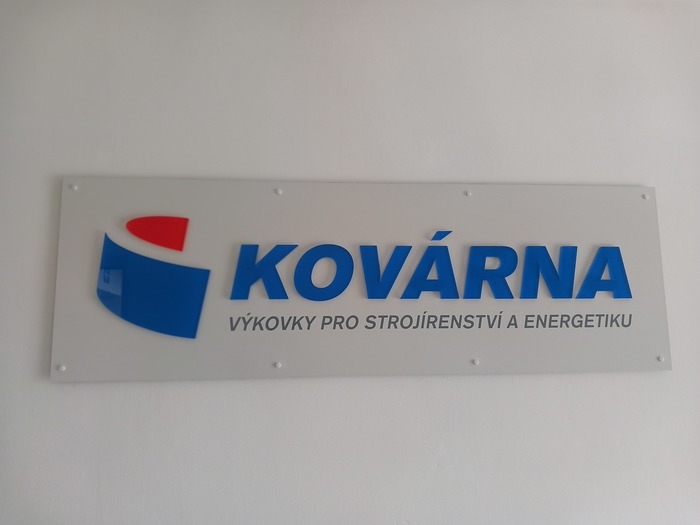 KOVÁRNA
VÝKOVKY PRO STROJÍRENSTVÍ A ENERGETIKU